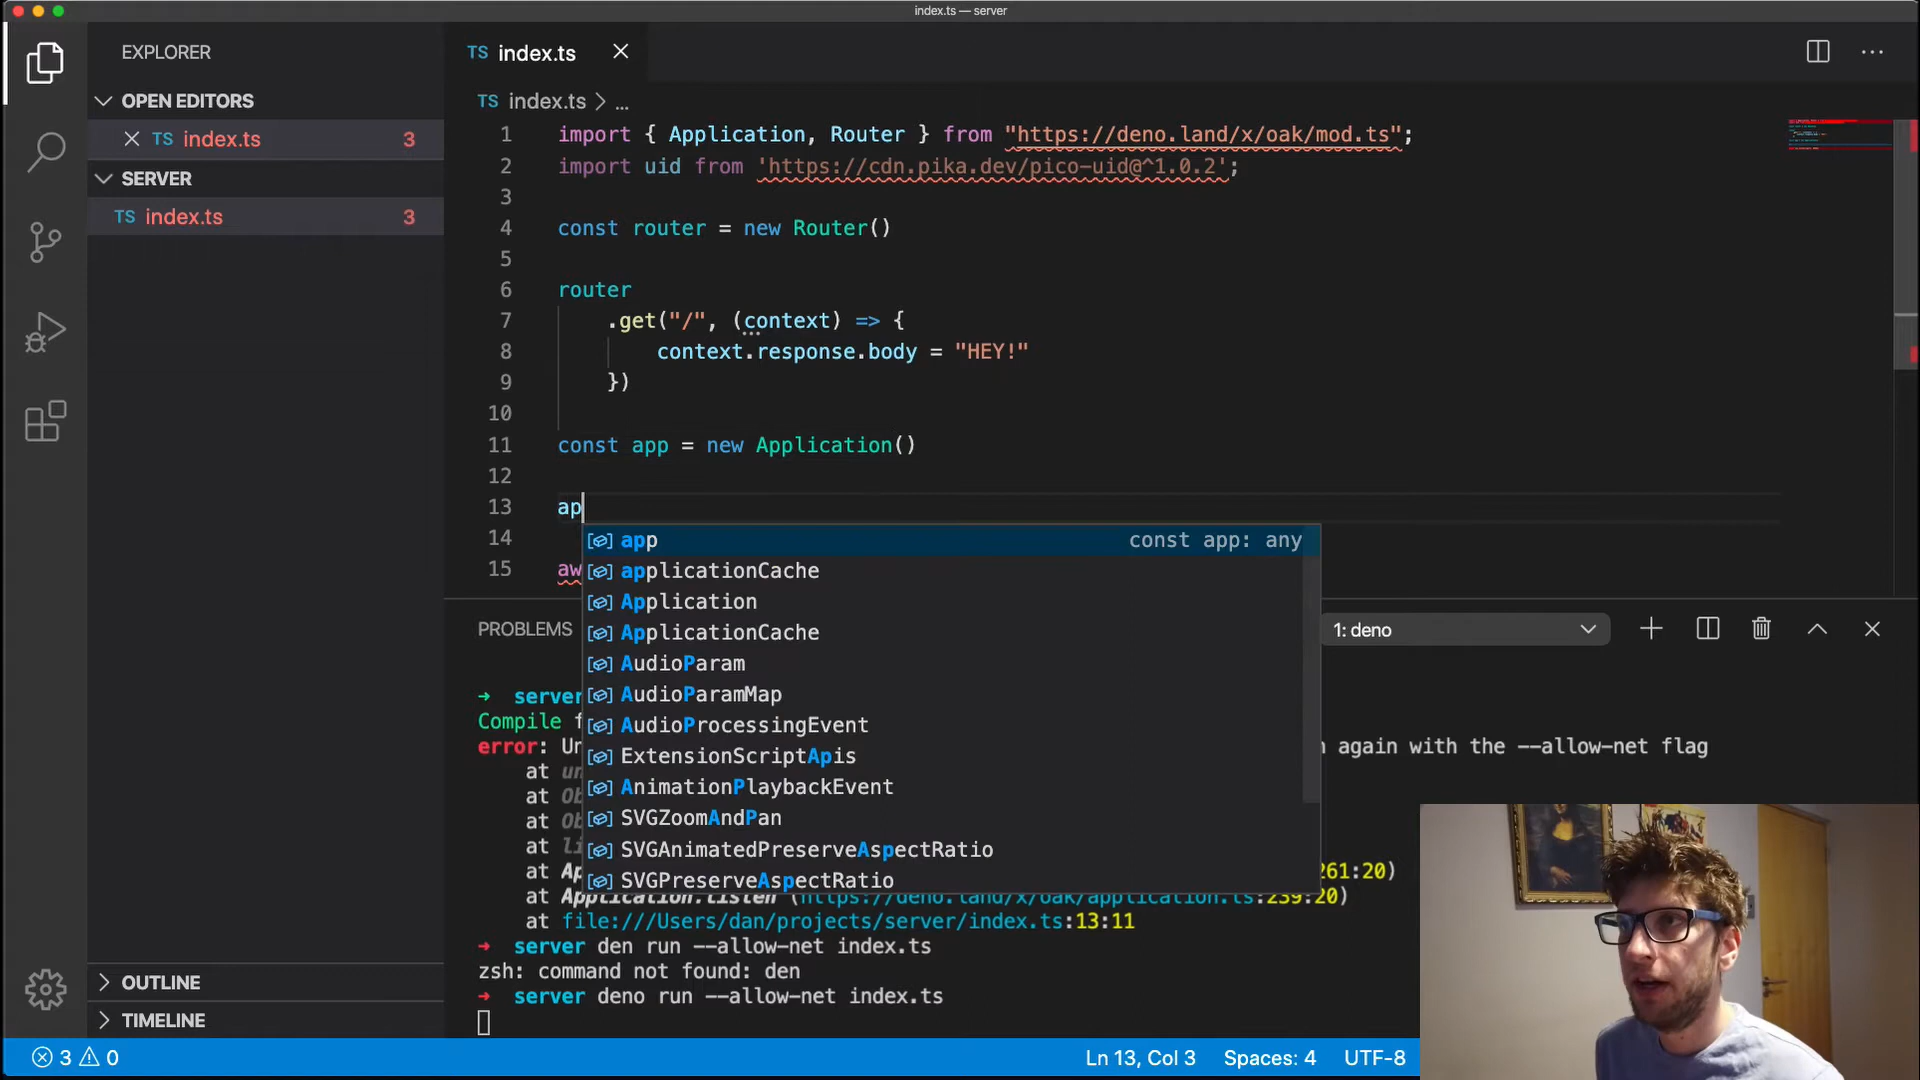 index.ts — server
EXPLORER
OPEN EDITORS
TS index.ts 3
SERVER
TS index.ts 3
OUTLINE
TIMELINE
TS index.ts
TS index.ts > ...
1 import { Application, Router } from "https://deno.land/x/oak/mod.ts";
2 import uid from 'https://cdn.pika.dev/pico-uid@^1.0.2';
3
4 const router = new Router()
5
6 router
7 .get("/", (context) => {
8 context.response.body = "HEY!"
9 })
10
11 const app = new Application()
12
13 ap
14
15 aw
app const app: any
applicationCache
Application
ApplicationCache
AudioParam
AudioParamMap
AudioProcessingEvent
ExtensionScriptApis
AnimationPlaybackEvent
SVGZoomAndPan
SVGAnimatedPreserveAspectRatio
SVGPreserveAspectRatio
PROBLEMS
1: deno
→ server
Compile f
error: Un again with the --allow-net flag
at un
at Ob
at Ob
at li
at Ap 261:20)
at Application.listen (https://deno.land/x/oak/application.ts:239:20)
at file:///Users/dan/projects/server/index.ts:13:11
→ server den run --allow-net index.ts
zsh: command not found: den
→ server deno run --allow-net index.ts
3 0
Ln 13, Col 3 Spaces: 4 UTF-8